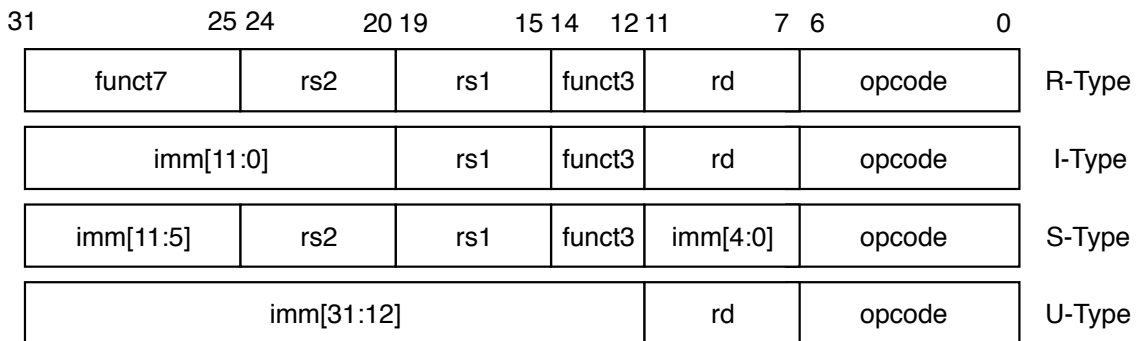 31 25 24 20 19 15 14 12 11 7 6 0
funct7 rs2 rs1 funct3 rd opcode R-Type
imm[11:0] rs1 funct3 rd opcode I-Type
imm[11:5] rs2 rs1 funct3 imm[4:0] opcode S-Type
imm[31:12] rd opcode U-Type